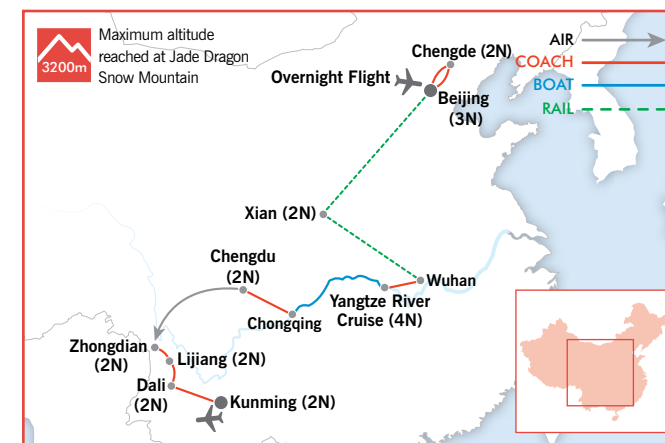 Maximum altitude
reached at Jade Dragon
Snow Mountain
3200m
AIR
COACH
BOAT
RAIL
Chengde (2N)
Overnight Flight
Beijing
(3N)
Xian (2N)
Chengdu
(2N)
Wuhan
Yangtze River
Cruise (4N)
Chongqing
Zhongdian
(2N)
Lijiang (2N)
Dali
(2N)
Kunming (2N)